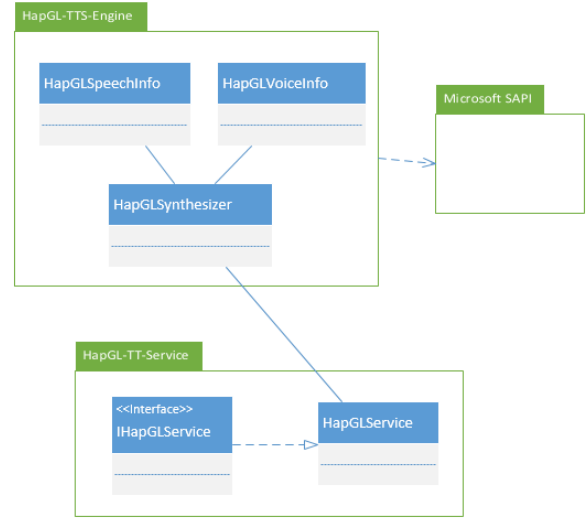 HapGL-TTS-Engine
HapGLSpeechInfo
HapGLVoiceInfo
Microsoft SAPI
HapGLSynthesizer
HapGL-TT-Service
<<Interface>>
IHapGLService
HapGLService